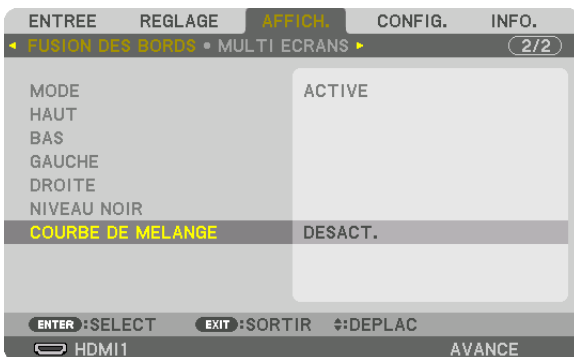 ENTREE REGLAGE AFFICH. CONFIG. INFO.
◂ FUSION DES BORDS • MULTI ECRANS ▸ 2/2
MODE ACTIVE
HAUT
BAS
GAUCHE
DROITE
NIVEAU NOIR
COURBE DE MELANGE DESACT.
ENTER :SELECT EXIT :SORTIR ♦:DEPLAC
HDMI1 AVANCE